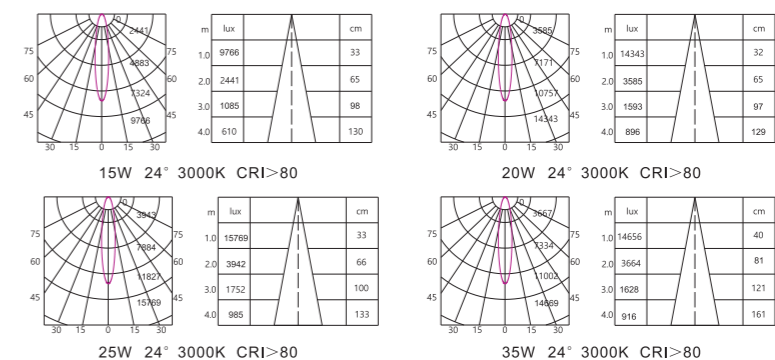 0
2441
4883
7324
9766
75 75
60 60
45 45
30 15 0 15 30
m lux cm
1.0 9766 33
2.0 2441 65
3.0 1085 98
4.0 610 130
15W 24° 3000K CRI>80
0
3585
7171
10757
14343
75 75
60 60
45 45
30 15 0 15 30
m lux cm
1.0 14343 32
2.0 3585 65
3.0 1593 97
4.0 896 129
20W 24° 3000K CRI>80
0
3943
7884
11827
15769
75 75
60 60
45 45
30 15 0 15 30
m lux cm
1.0 15769 33
2.0 3942 66
3.0 1752 100
4.0 985 133
25W 24° 3000K CRI>80
0
3667
7334
11002
14669
75 75
60 60
45 45
30 15 0 15 30
m lux cm
1.0 14656 40
2.0 3664 81
3.0 1628 121
4.0 916 161
35W 24° 3000K CRI>80